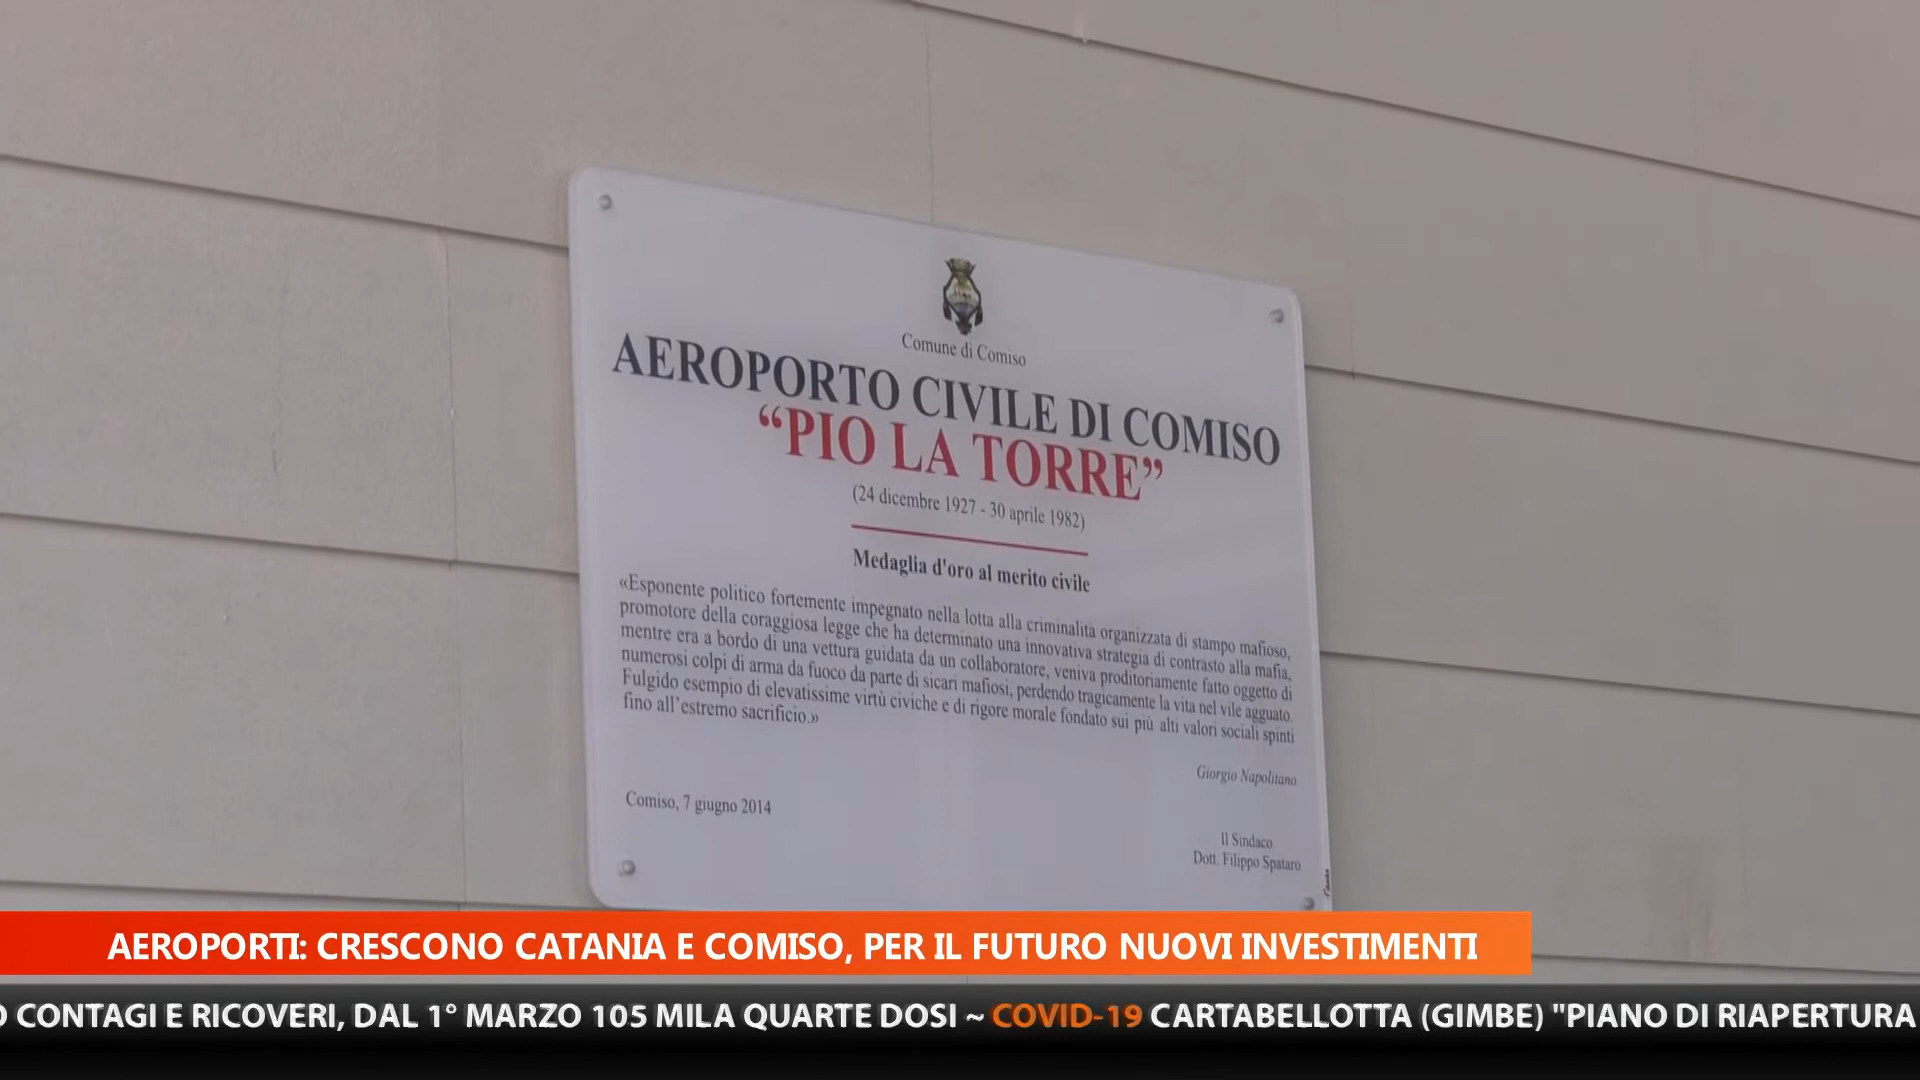 Comune di Comiso
AEROPORTO CIVILE DI COMISO
“PIO LA TORRE”
(24 dicembre 1927 - 30 aprile 1982)
Medaglia d'oro al merito civile
«Esponente politico fortemente impegnato nella lotta alla criminalità organizzata di stampo mafioso,
promotore della coraggiosa legge che ha determinato una innovativa strategia di contrasto alla mafia,
mentre era a bordo di una vettura guidata da un collaboratore, veniva proditoriamente fatto oggetto di
numerosi colpi di arma da fuoco da parte di sicari mafiosi, perdendo tragicamente la vita nel vile agguato.
Fulgido esempio di elevatissime virtù civiche e di rigore morale fondato sui più alti valori sociali spinti
fino all’estremo sacrificio.»
Giorgio Napolitano
Comiso, 7 giugno 2014
Il Sindaco
Dott. Filippo Spataro
AEROPORTI: CRESCONO CATANIA E COMISO, PER IL FUTURO NUOVI INVESTIMENTI
O CONTAGI E RICOVERI, DAL 1° MARZO 105 MILA QUARTE DOSI ~ COVID-19 CARTABELLOTTA (GIMBE) "PIANO DI RIAPERTURA